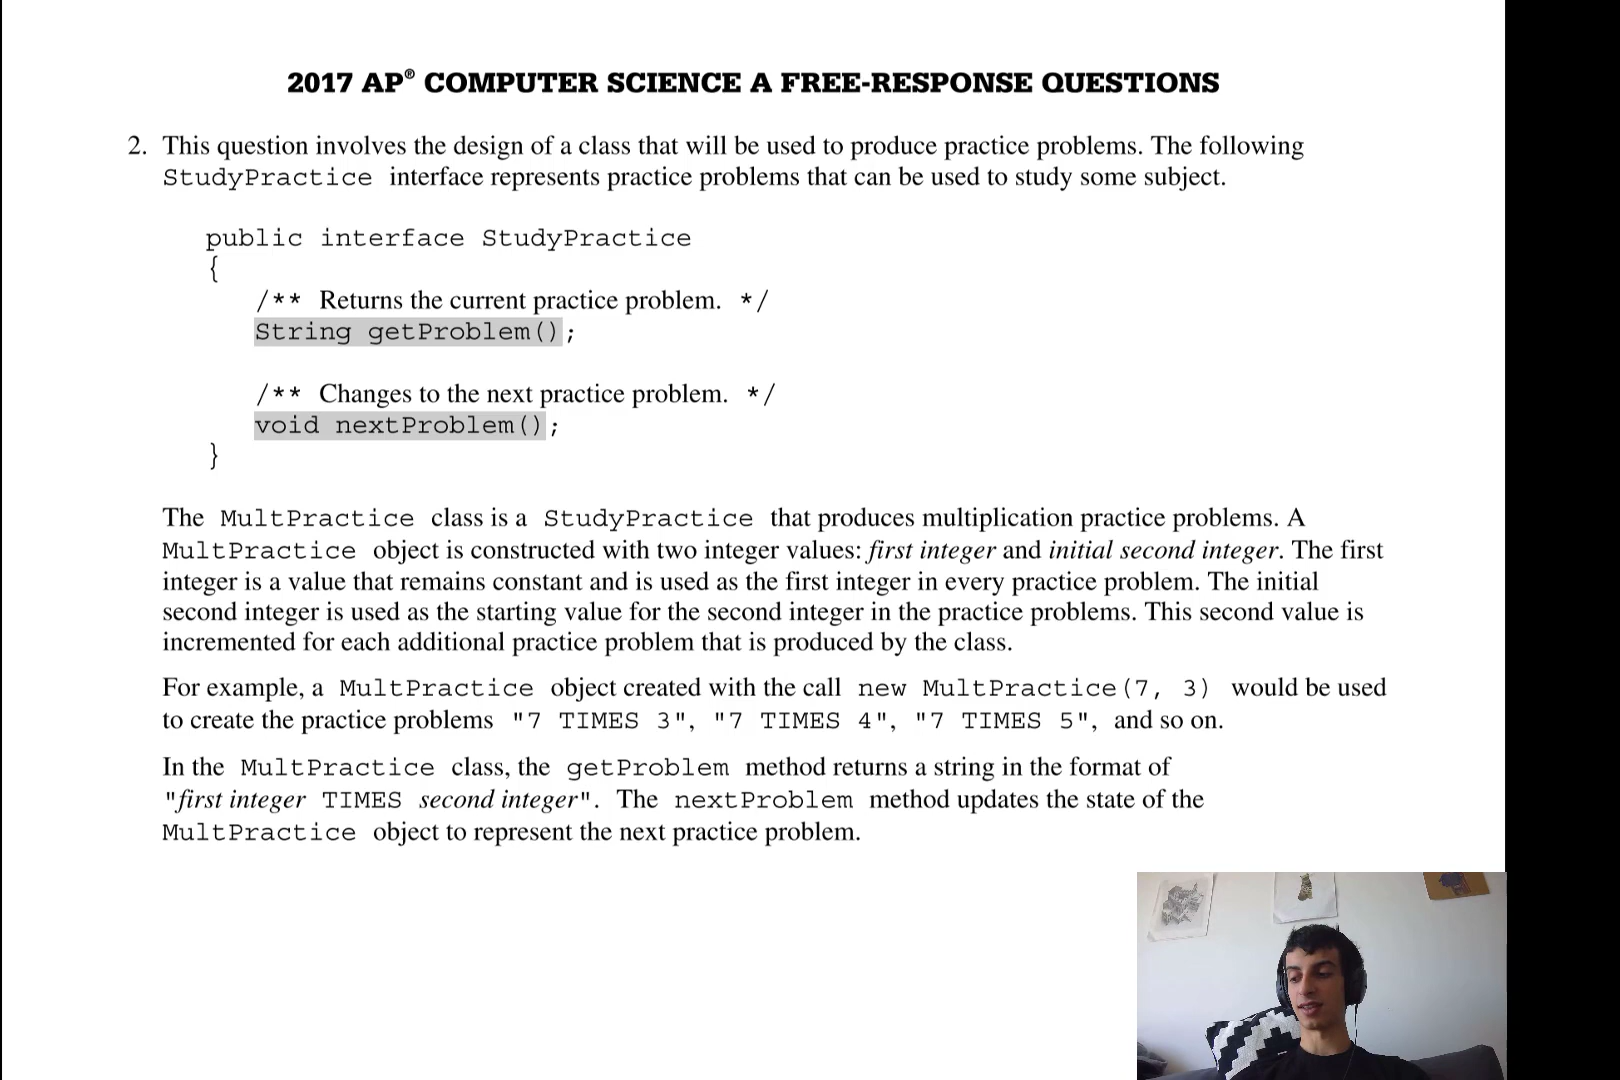 2017 AP® COMPUTER SCIENCE A FREE-RESPONSE QUESTIONS
2. This question involves the design of a class that will be used to produce practice problems. The following
StudyPractice interface represents practice problems that can be used to study some subject.
public interface StudyPractice
{
/** Returns the current practice problem. */
String getProblem();
/** Changes to the next practice problem. */
void nextProblem();
}
The MultPractice class is a StudyPractice that produces multiplication practice problems. A
MultPractice object is constructed with two integer values: first integer and initial second integer. The first
integer is a value that remains constant and is used as the first integer in every practice problem. The initial
second integer is used as the starting value for the second integer in the practice problems. This second value is
incremented for each additional practice problem that is produced by the class.
For example, a MultPractice object created with the call new MultPractice(7, 3) would be used
to create the practice problems "7 TIMES 3", "7 TIMES 4", "7 TIMES 5", and so on.
In the MultPractice class, the getProblem method returns a string in the format of
"first integer TIMES second integer". The nextProblem method updates the state of the
MultPractice object to represent the next practice problem.